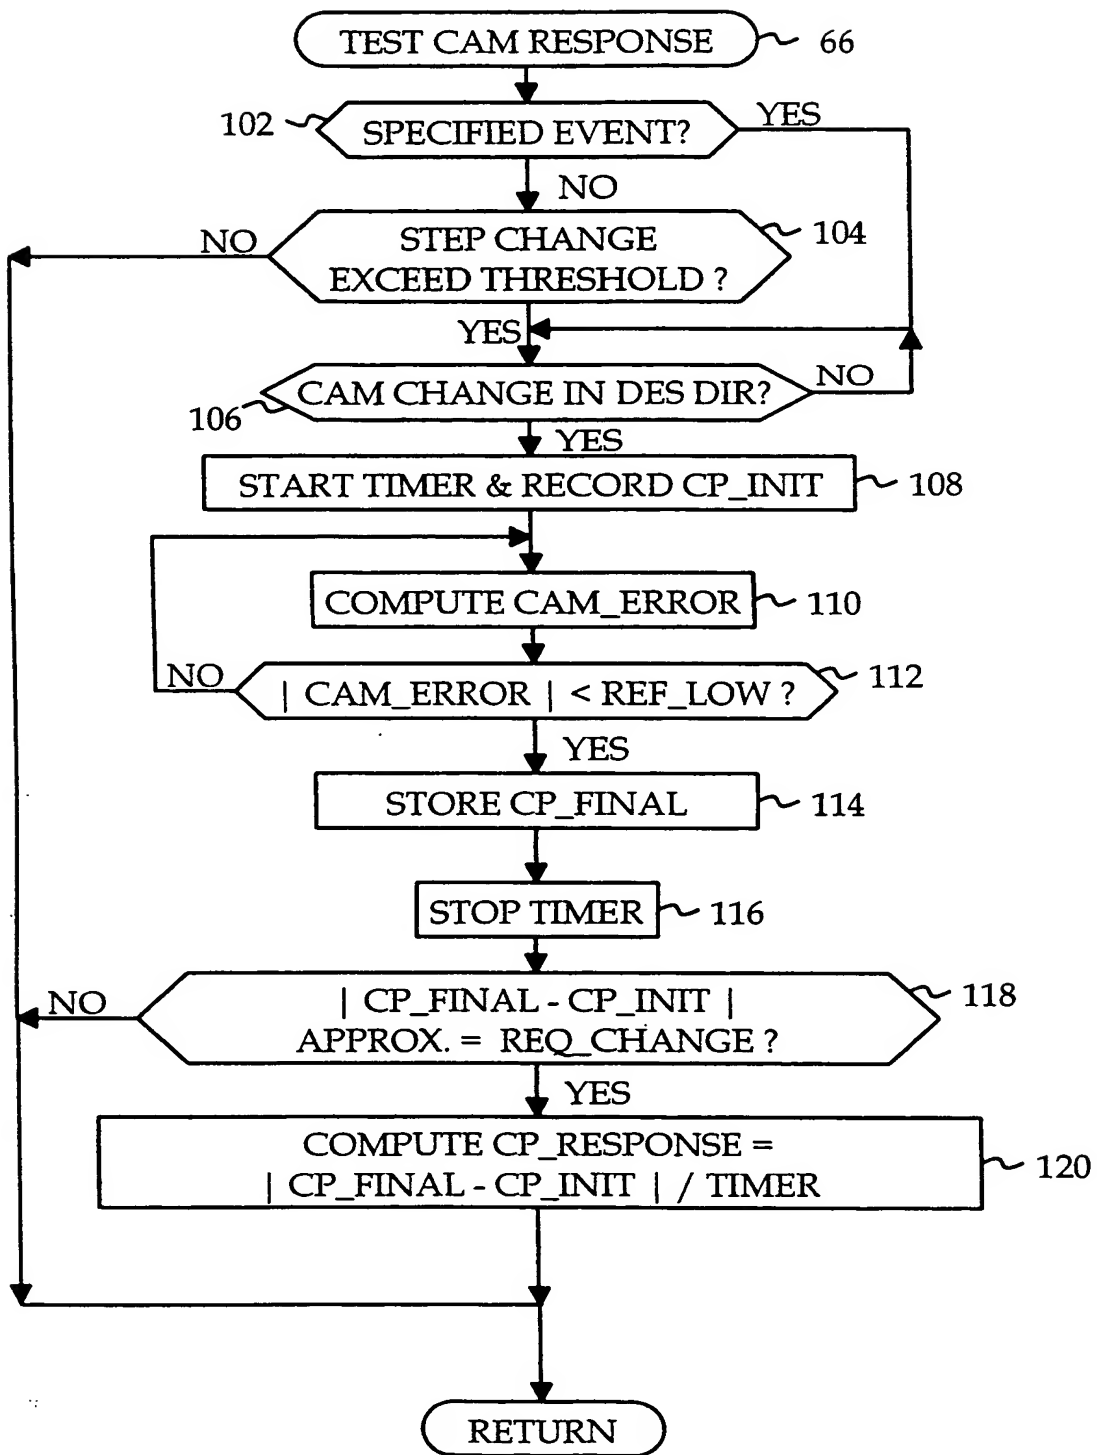 TEST CAM RESPONSE 66
102 SPECIFIED EVENT? YES
NO
NO STEP CHANGE 104
EXCEED THRESHOLD ?
YES
CAM CHANGE IN DES DIR? NO
106
YES
START TIMER & RECORD CP_INIT 108
COMPUTE CAM_ERROR 110
NO | CAM_ERROR | < REF_LOW ? 112
YES
STORE CP_FINAL 114
STOP TIMER 116
NO | CP_FINAL - CP_INIT | 118
APPROX. = REQ_CHANGE ?
YES
COMPUTE CP_RESPONSE =
| CP_FINAL - CP_INIT | / TIMER 120
RETURN